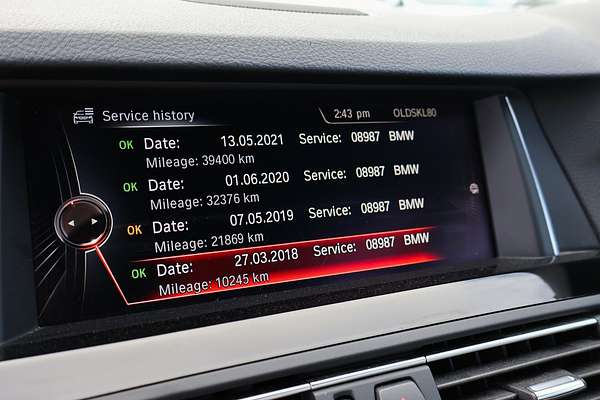 Service history 2:43 pm OLDSKL80
OK Date: 13.05.2021 Service: 08987 BMW
Mileage: 39400 km
OK Date: 01.06.2020 Service: 08987 BMW
Mileage: 32376 km
OK Date: 07.05.2019 Service: 08987 BMW
Mileage: 21869 km
OK Date: 27.03.2018 Service: 08987 BMW
Mileage: 10245 km